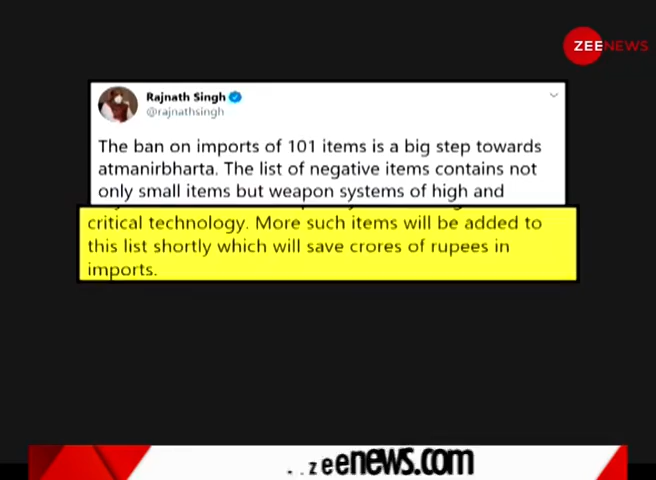 ZEE NEWS
Rajnath Singh
@rajnathsingh
The ban on imports of 101 items is a big step towards
atmanirbharta. The list of negative items contains not
only small items but weapon systems of high and
critical technology. More such items will be added to
this list shortly which will save crores of rupees in
imports.
zeenews.com